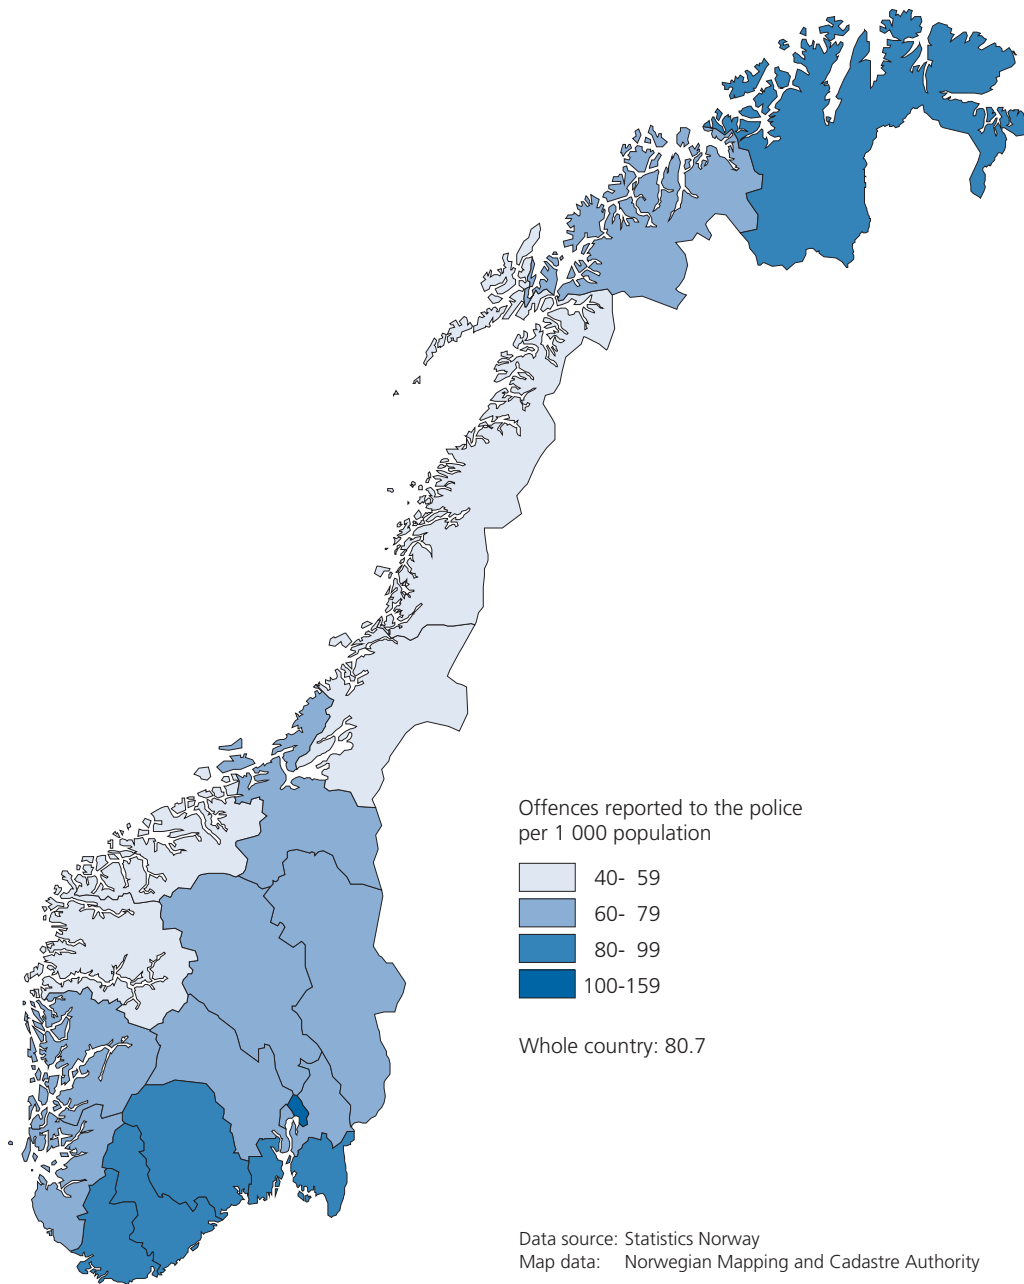 Offences reported to the police
per 1 000 population
40- 59
60- 79
80- 99
100-159
Whole country: 80.7
Data source: Statistics Norway
Map data: Norwegian Mapping and Cadastre Authority